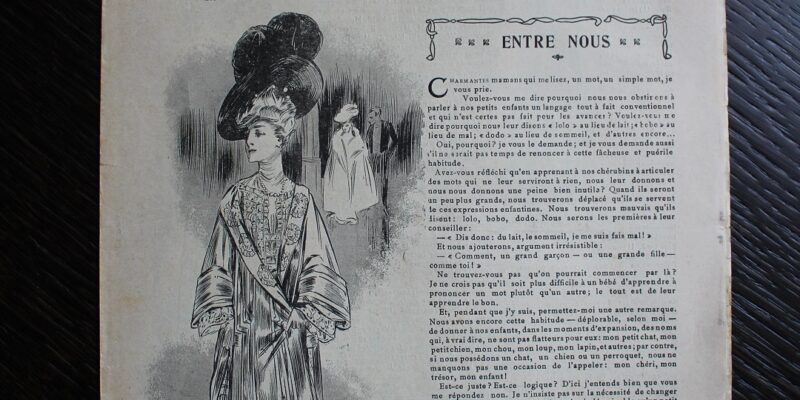 ENTRE NOUS
CHARMANTES mamans qui me lisez, un mot, un simple mot, je
vous prie.
Voulez-vous me dire pourquoi nous nous obstinons à
parler à nos petits enfants un langage tout à fait conventionnel
et qui n'est certes pas fait pour les avances? Voulez-vous me
dire pourquoi nous leur disons « lolo » au lieu de lait; « bobo » au
lieu de mal; « dodo » au lieu de sommeil, et d'autres encore...
Oui, pourquoi? je vous le demande; et je vous demande aussi
s'il ne serait pas temps de renoncer à cette fâcheuse et puérile
habitude.
Avez-vous réfléchi qu'en apprenant à nos chérubins à articuler
des mots qui ne leur serviront à rien, nous leur donnons et
nous nous donnons une peine bien inutile? Quand ils seront
un peu plus grands, nous trouverons déplacé qu'ils se servent
de ces expressions enfantines. Nous trouverons mauvais qu'ils
disent: lolo, bobo, dodo. Nous serons les premières à leur
conseiller:
— « Dis donc: du lait, le sommeil, je me suis fais mal! »
Et nous ajouterons, argument irrésistible:
— « Comment, un grand garçon — ou une grande fille —
comme toi! »
Ne trouvez-vous pas qu'on pourrait commencer par là?
Je ne crois pas qu'il soit plus difficile à un bébé d'apprendre à
prononcer un mot plutôt qu'un autre; le tout est de leur
apprendre le bon.
Et, pendant que j'y suis, permettez-moi une autre remarque.
Nous avons encore cette habitude — déplorable, selon moi —
de donner à nos enfants, dans les moments d'expansion, des noms
qui, à vrai dire, ne sont pas flatteurs pour eux: mon petit chat, mon
petit chien, mon chou, mon loup, mon lapin, et autres; par contre,
si nous possédons un chat, un chien ou un perroquet, nous ne
manquons pas une occasion de l'appeler: mon chéri, mon
trésor, mon enfant!
Est-ce juste? Est-ce logique? D'ici j'entends bien que vous
me répondez non. Je n'insiste pas sur la nécessité de changer